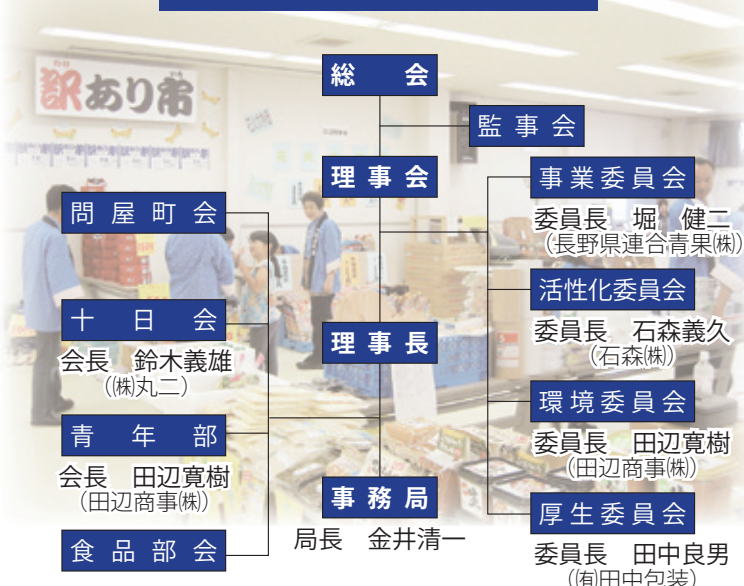 訳あり市
総会
監事会
理事会
事業委員会
委員長 堀 健二
(長野県連合青果㈱)
活性化委員会
委員長 石森義久
(石森㈱)
環境委員会
委員長 田辺寛樹
(田辺商事㈱)
厚生委員会
委員長 田中良男
(㈲田中包装)
問屋町会
十日会
会長 鈴木義雄
(㈱丸二)
青年部
会長 田辺寛樹
(田辺商事㈱)
食品部会
理事長
事務局
局長 金井清一